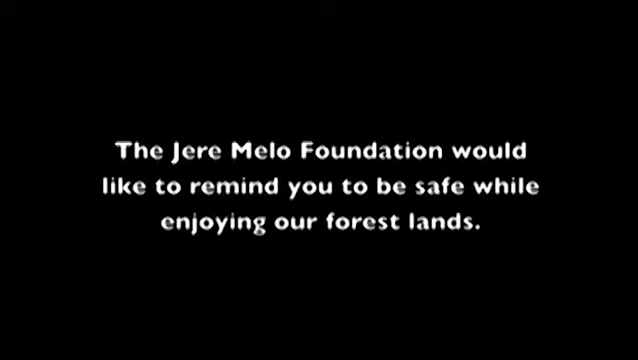 The Jere Melo Foundation would
like to remind you to be safe while
enjoying our forest lands.